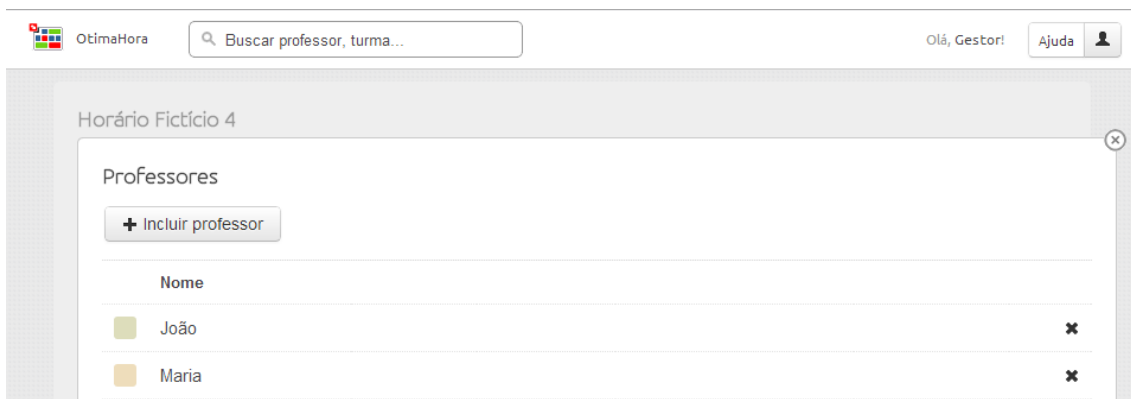 OtimaHora Buscar professor, turma... Olá, Gestor! Ajuda
Horário Fictício 4
Professores
Incluir professor
Nome
João
Maria